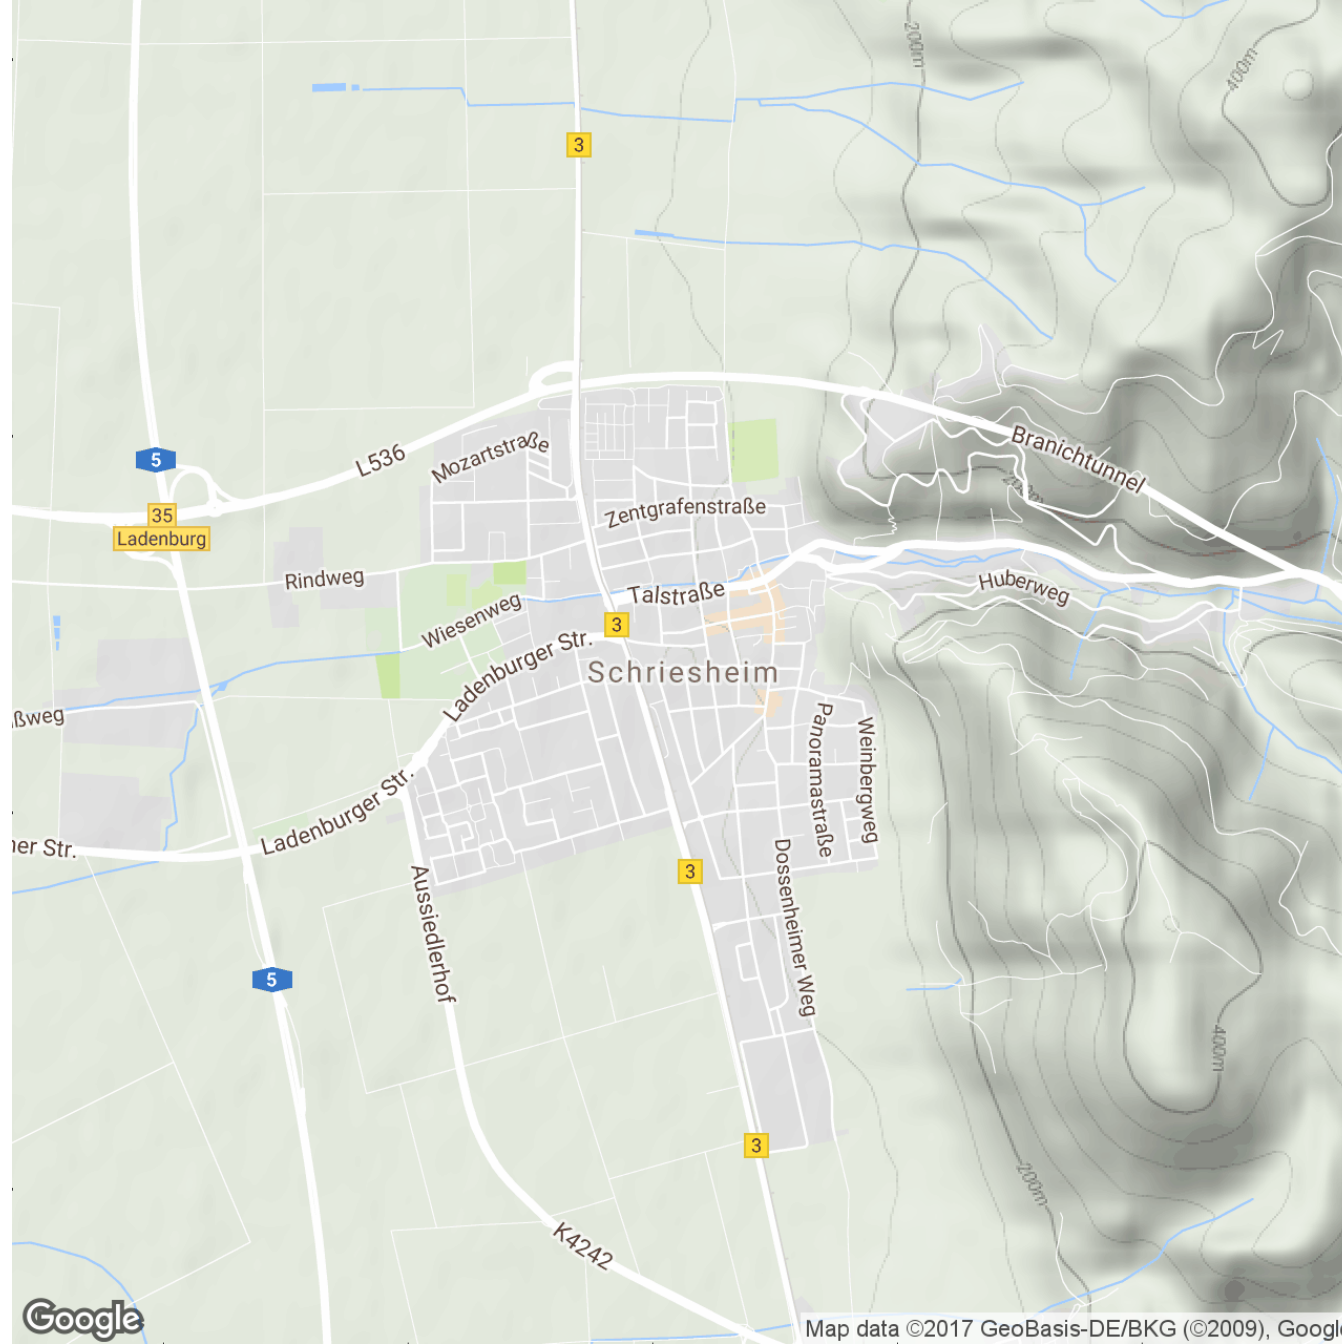 200m
400m
3
Mozartstraße
L536
5
Branichtunnel
200m
35
Ladenburg
Zentgrafenstraße
Rindweg
Huberweg
Talstraße
Wiesenweg
3
Ladenburger Str.
Schriesheim
ßweg
Panoramastraße
Weinbergweg
Ladenburger Str.
ner Str.
3
Dossenheimer Weg
Aussiedlerhof
5
400m
3
200m
K4242
Google
Map data ©2017 GeoBasis-DE/BKG (©2009), Googl